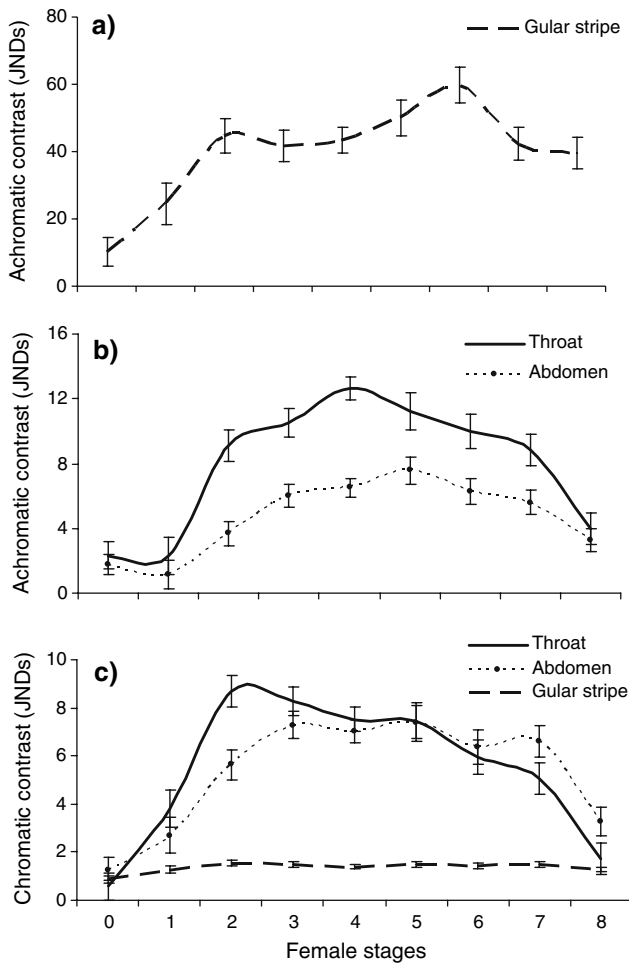 a)
Gular stripe
Achromatic contrast (JNDs)
80
60
40
20
0
b)
Throat
Abdomen
Achromatic contrast (JNDs)
16
12
8
4
0
c)
Throat
Abdomen
Gular stripe
Chromatic contrast (JNDs)
10
8
6
4
2
0
0 1 2 3 4 5 6 7 8
Female stages